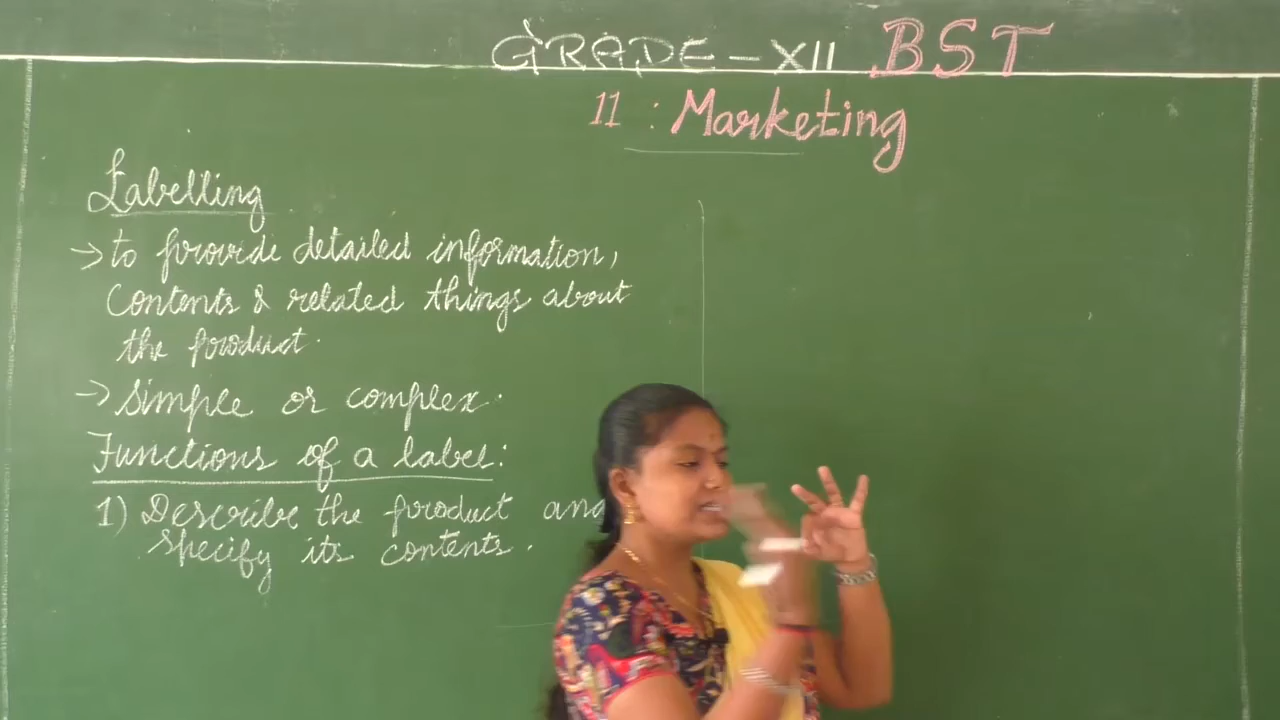 GRADE-XII BST
11 : Marketing
Labelling
→ to provide detailed information,
Contents & related things about
the product.
→ simple or complex.
Functions of a label:
1) Describe the product and
specify its contents.